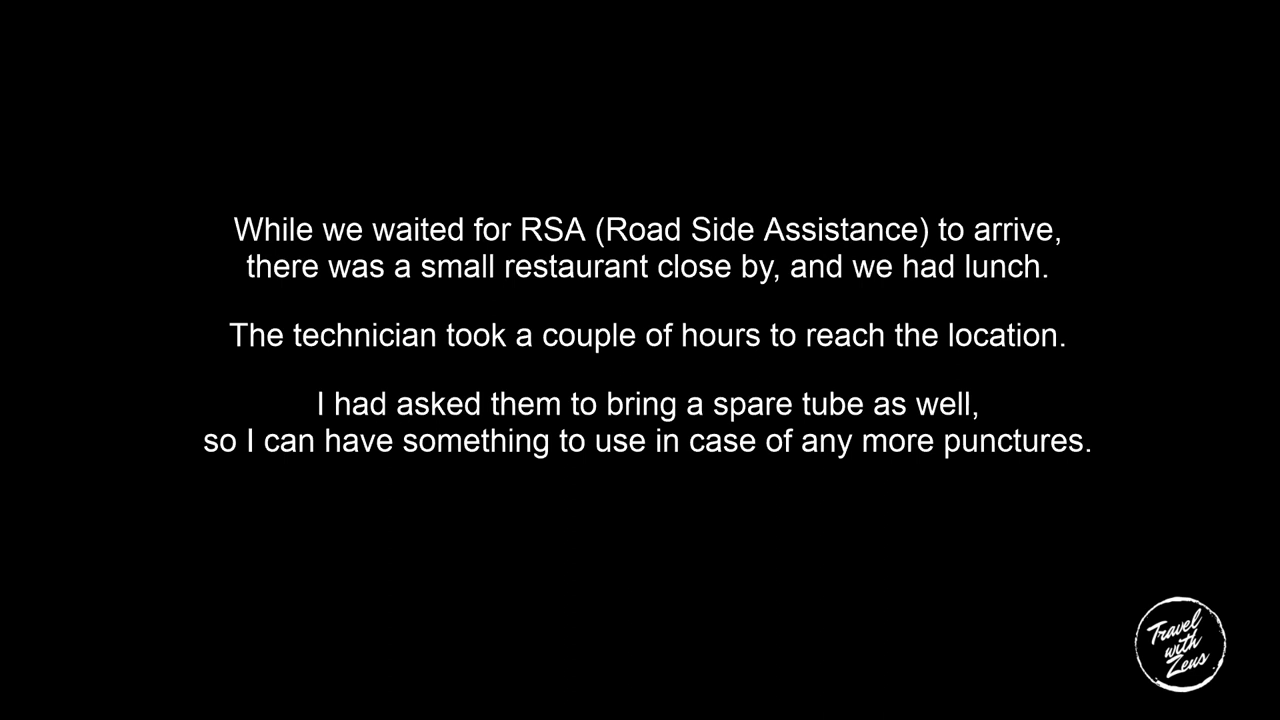 While we waited for RSA (Road Side Assistance) to arrive,
there was a small restaurant close by, and we had lunch.
The technician took a couple of hours to reach the location.
I had asked them to bring a spare tube as well,
so I can have something to use in case of any more punctures.
Travel
with
Zeus